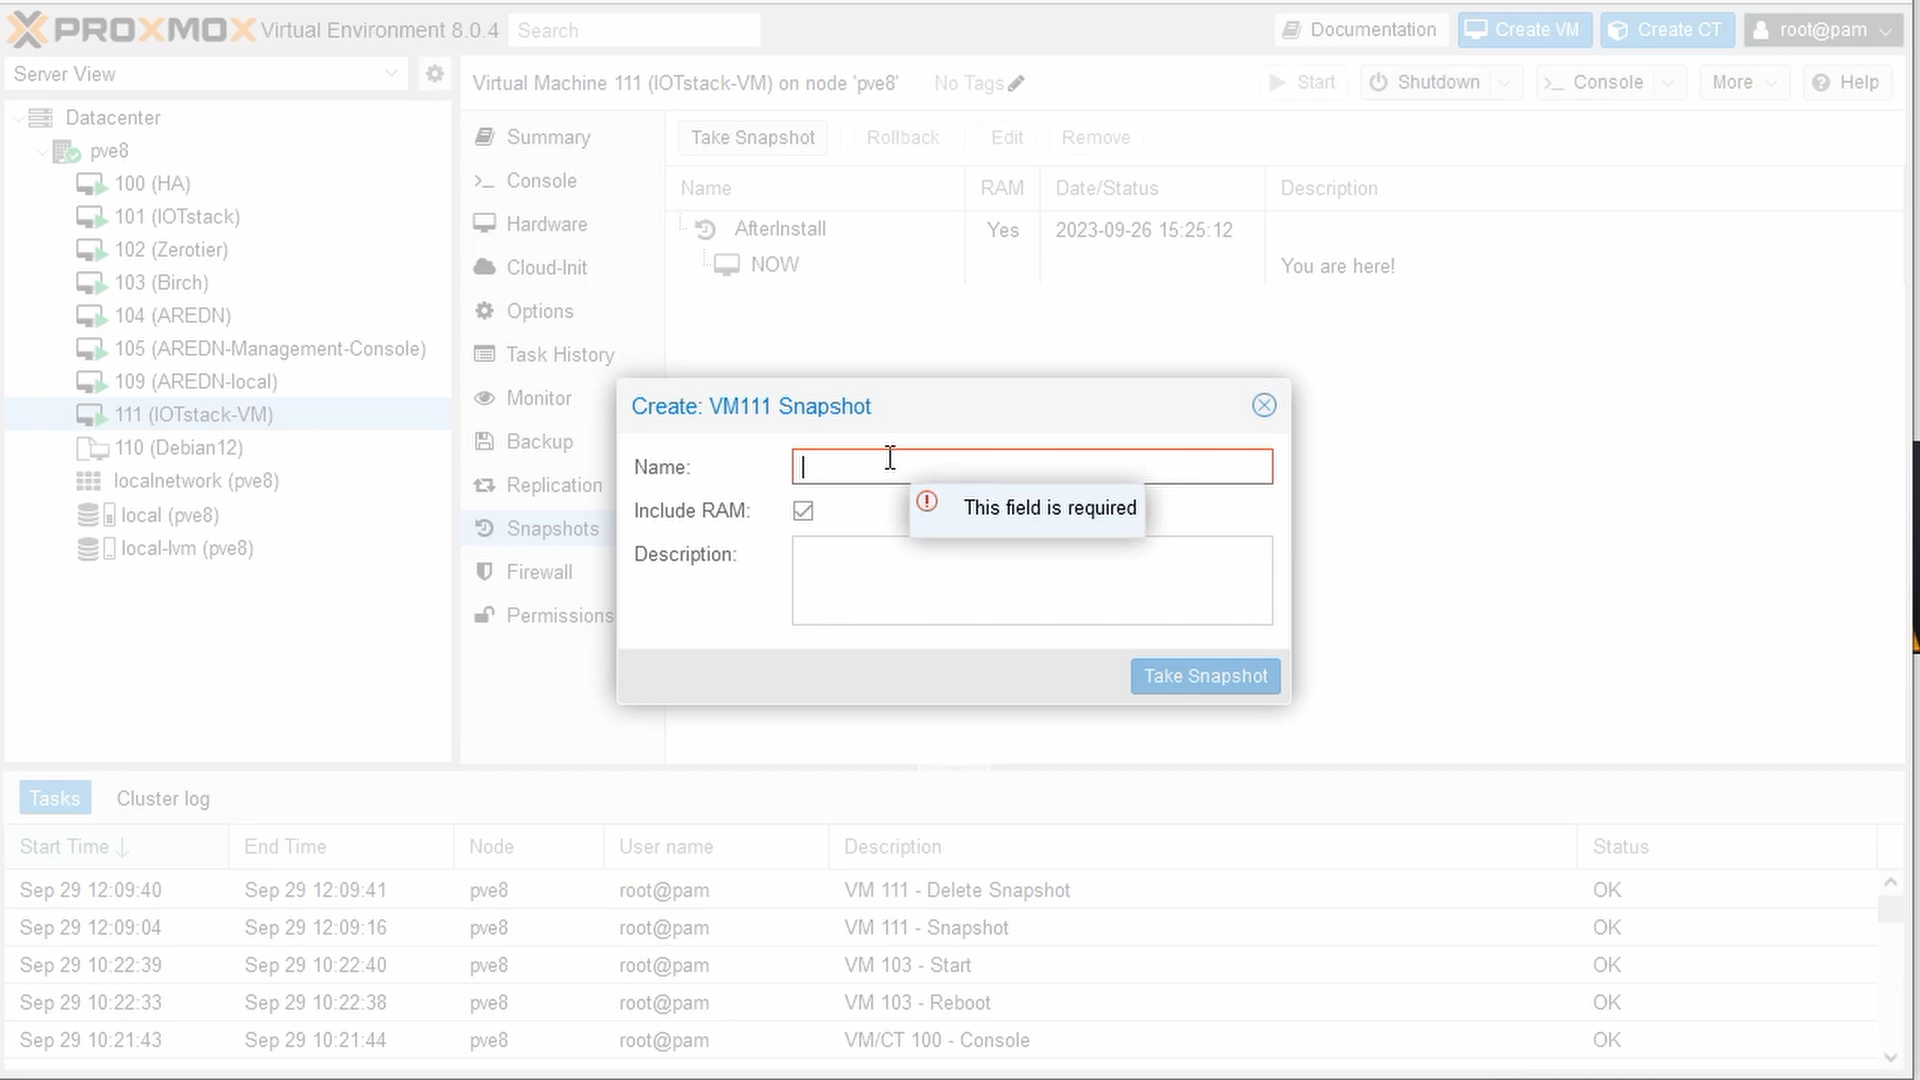 PROXMOX Virtual Environment 8.0.4 Search Documentation Create VM Create CT root@pam
Server View
Virtual Machine 111 (IOTstack-VM) on node 'pve8' No Tags Start Shutdown Console More Help
Datacenter
pve8
100 (HA)
101 (IOTstack)
102 (Zerotier)
103 (Birch)
104 (AREDN)
105 (AREDN-Management-Console)
109 (AREDN-local)
111 (IOTstack-VM)
110 (Debian12)
localnetwork (pve8)
local (pve8)
local-lvm (pve8)
Summary
Console
Hardware
Cloud-Init
Options
Task History
Monitor
Backup
Replication
Snapshots
Firewall
Permissions
Take Snapshot Rollback Edit Remove
Name RAM Date/Status Description
AfterInstall Yes 2023-09-26 15:25:12
NOW You are here!
Create: VM111 Snapshot
Name:
Include RAM:
This field is required
Description:
Take Snapshot
Tasks Cluster log
Start Time End Time Node User name Description Status
Sep 29 12:09:40 Sep 29 12:09:41 pve8 root@pam VM 111 - Delete Snapshot OK
Sep 29 12:09:04 Sep 29 12:09:16 pve8 root@pam VM 111 - Snapshot OK
Sep 29 10:22:39 Sep 29 10:22:40 pve8 root@pam VM 103 - Start OK
Sep 29 10:22:33 Sep 29 10:22:38 pve8 root@pam VM 103 - Reboot OK
Sep 29 10:21:43 Sep 29 10:21:44 pve8 root@pam VM/CT 100 - Console OK